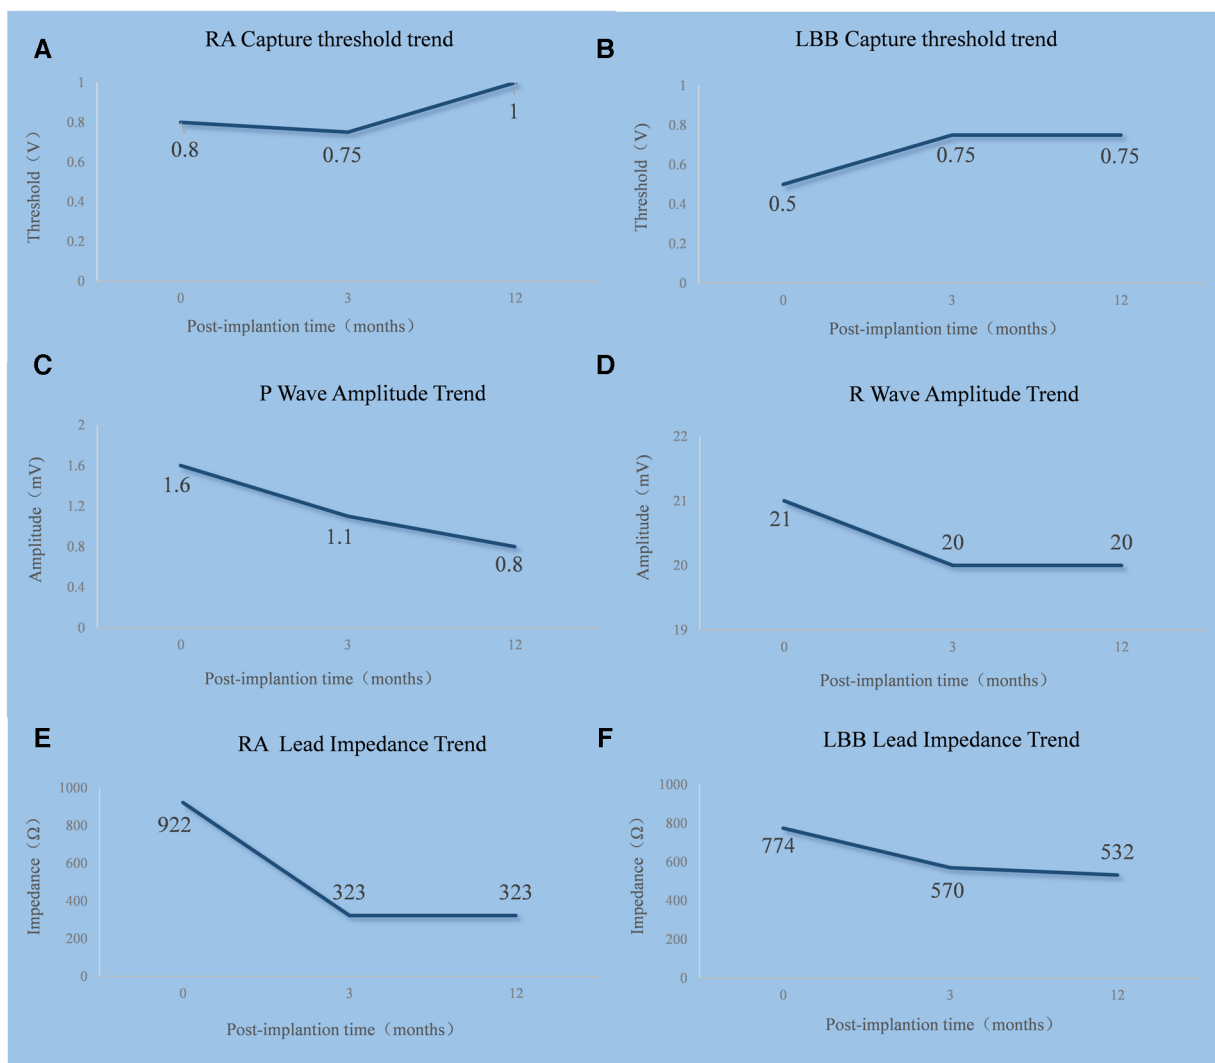 A
RA Capture threshold trend
Threshold（V）
1
0.8
0.6
0.4
0.2
0
0.8
0.75
1
0
3
12
Post-implantion time（months）
B
LBB Capture threshold trend
Threshold（V）
1
0.8
0.6
0.4
0.2
0
0.5
0.75
0.75
0
3
12
Post-implantion time（months）
C
P Wave Amplitude Trend
Amplitude（mV）
2
1.6
1.2
0.8
0.4
0
1.6
1.1
0.8
0
3
12
Post-implantion time（months）
D
R Wave Amplitude Trend
Amplitude（mV）
22
21
20
19
21
20
20
0
3
12
Post-implantion time（months）
E
RA Lead Impedance Trend
Impedance（Ω）
1000
800
600
400
200
0
922
323
323
0
3
12
Post-implantion time（months）
F
LBB Lead Impedance Trend
Impedance（Ω）
1000
800
600
400
200
0
774
570
532
0
3
12
Post-implantion time（months）